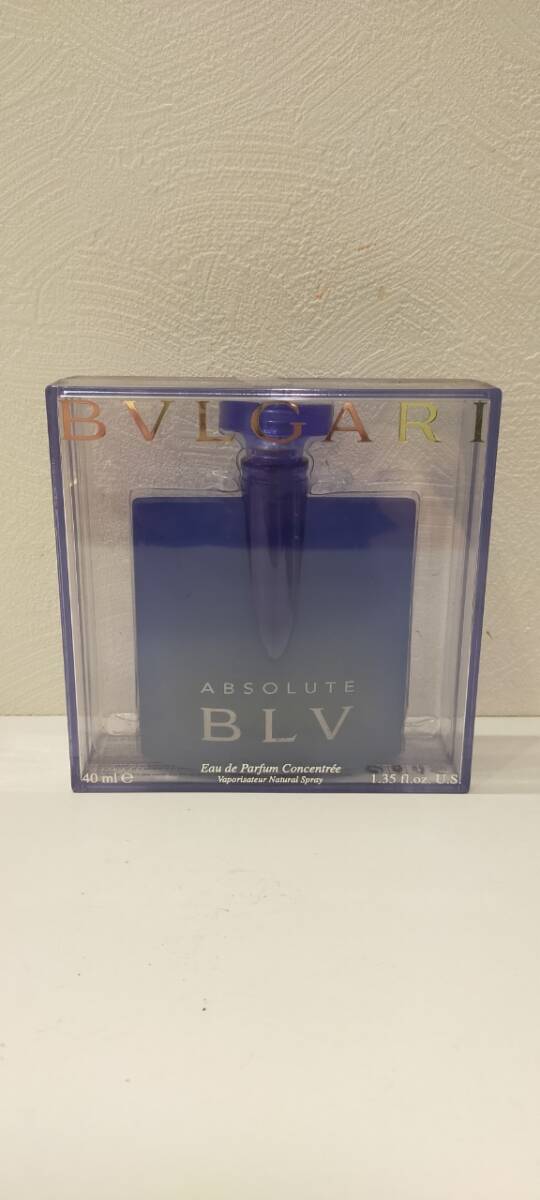 BVLGARI
ABSOLUTE
BLV
Eau de Parfum Concentrée
Vaporisateur Natural Spray
40 ml e 1.35 fl.oz. U.S.